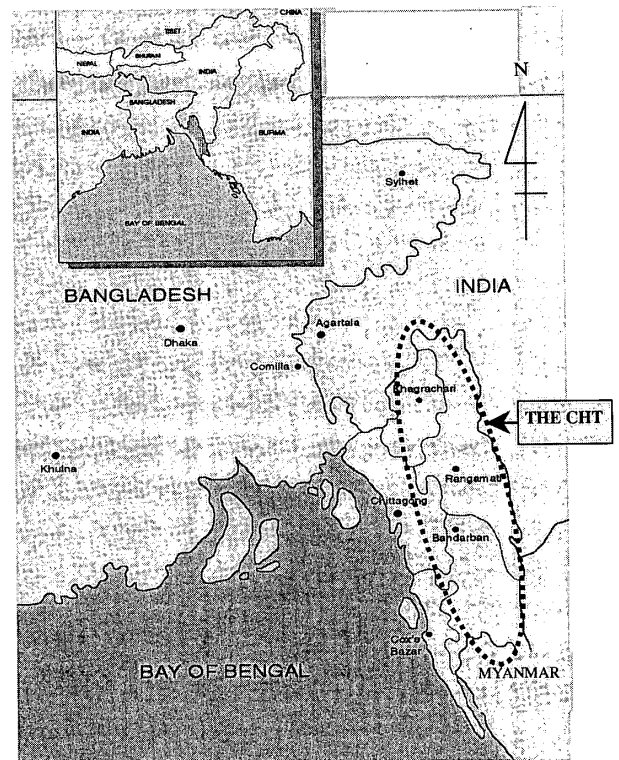 CHINA
TIBET
BHUTAN
NEPAL
INDIA
BANGLADESH
INDIA
BURMA
BAY OF BENGAL
N
Sylhet
BANGLADESH
INDIA
Dhaka
Agartala
Comilla
Khagrachari
THE CHT
Khulna
Rangamati
Chittagong
Bandarban
Cox's
Bazar
BAY OF BENGAL
MYANMAR